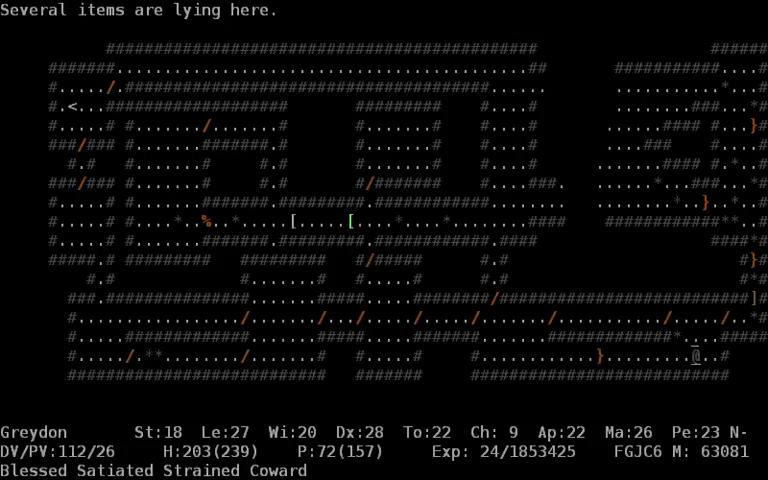 Several items are lying here.
Greydon St:18 Le:27 Wi:20 Dx:28 To:22 Ch: 9 Ap:22 Ma:26 Pe:23 N-
DV/PV:112/26 H:203(239) P:72(157) Exp: 24/1853425 FGJC6 M: 63081
Blessed Satiated Strained Coward